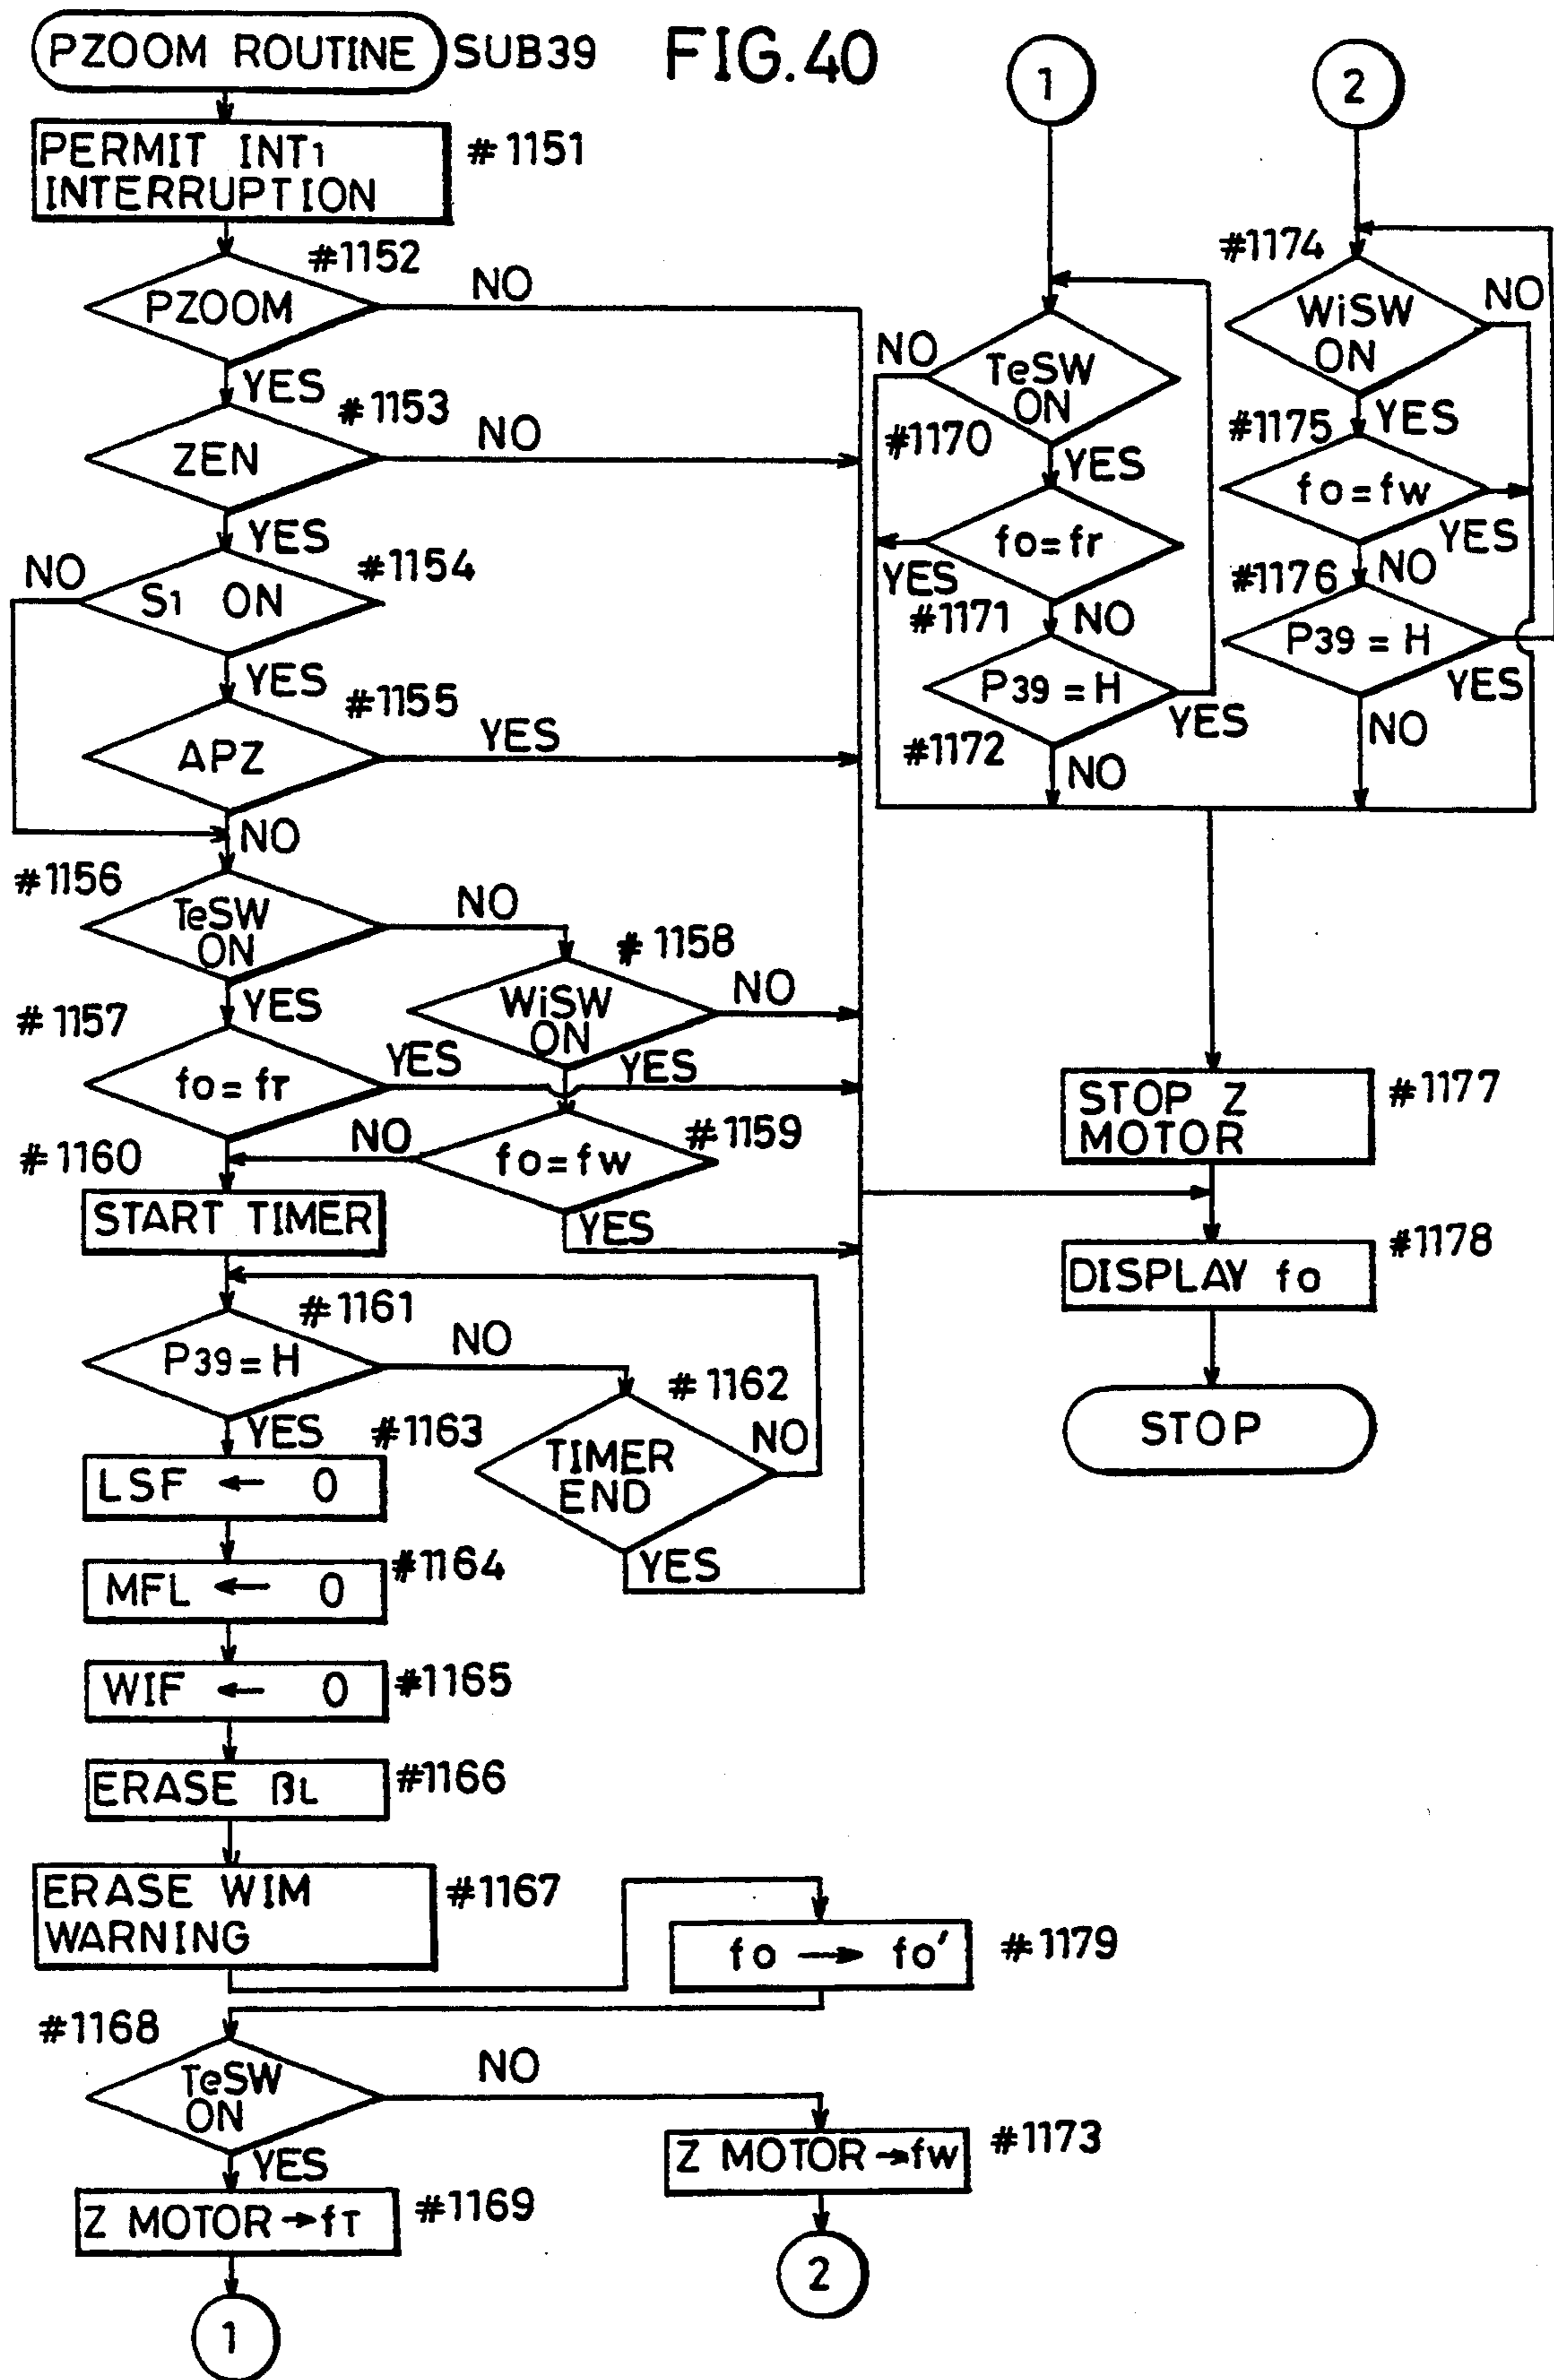 PZOOM ROUTINE
SUB39
FIG.40
PERMIT INT1
INTERRUPTION
#1151
#1152
PZOOM
NO
YES
#1153
ZEN
NO
YES
#1154
NO
S1 ON
YES
#1155
APZ
YES
NO
#1156
TeSW
ON
NO
YES
#1158
WiSW
ON
NO
YES
#1157
fo=fT
YES
#1159
fo=fw
NO
YES
#1160
START TIMER
#1161
P39=H
NO
YES
#1162
TIMER
END
NO
YES
#1163
LSF ← 0
MFL ← 0
#1164
WIF ← 0
#1165
ERASE βL
#1166
ERASE WIM
WARNING
#1167
fo → fo'
#1179
#1168
TeSW
ON
NO
YES
Z MOTOR→fT
#1169
1
Z MOTOR→fw
#1173
2
1
TeSW
ON
NO
#1170
YES
fo=fr
YES
#1171
NO
P39=H
YES
#1172
NO
2
#1174
WiSW
ON
NO
YES
#1175
fo=fw
YES
#1176
NO
P39=H
YES
NO
STOP Z
MOTOR
#1177
DISPLAY fo
#1178
STOP